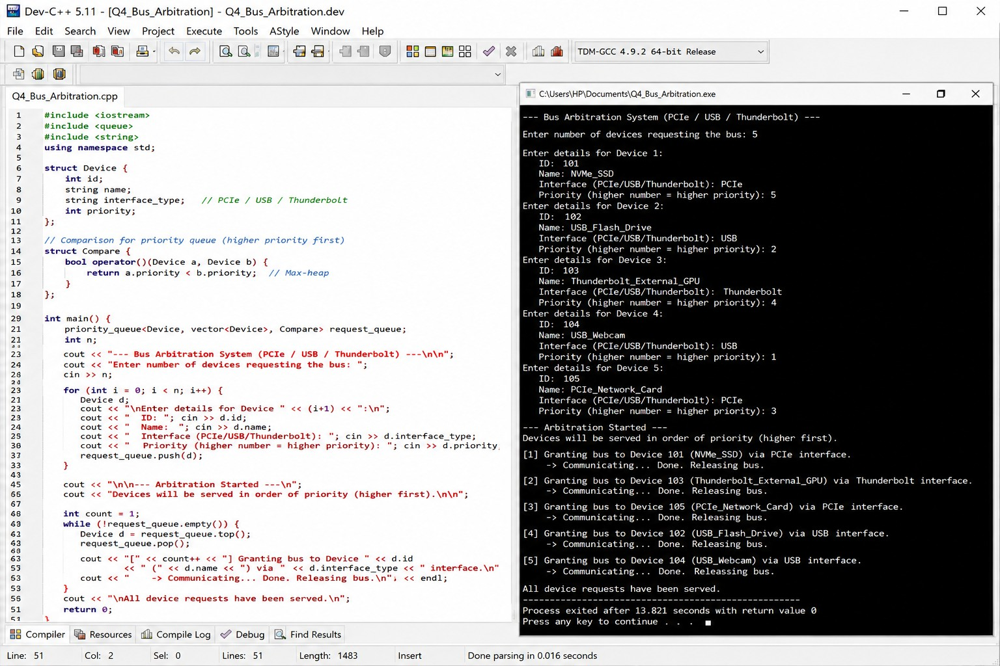 Dev-C++ 5.11 - [Q4_Bus_Arbitration] - Q4_Bus_Arbitration.dev
File Edit Search View Project Execute Tools AStyle Window Help
TDM-GCC 4.9.2 64-bit Release
Q4_Bus_Arbitration.cpp
1 #include <iostream>
2 #include <queue>
3 #include <string>
4 using namespace std;
5
6 struct Device {
7 int id;
8 string name;
9 string interface_type; // PCIe / USB / Thunderbolt
10 int priority;
11 };
12
13 // Comparison for priority queue (higher priority first)
14 struct Compare {
15 bool operator()(Device a, Device b) {
16 return a.priority < b.priority; // Max-heap
17 }
18 };
19
29 int main() {
21 priority_queue<Device, vector<Device>, Compare> request_queue;
21 int n;
23 cout << "--- Bus Arbitration System (PCIe / USB / Thunderbolt) ---\n\n";
24 cout << "Enter number of devices requesting the bus: ";
28 cin >> n;
23 for (int i = 0; i < n; i++) {
21 Device d;
23 cout << "\nEnter details for Device " << (i+1) << ":\n";
23 cout << " ID: "; cin >> d.id;
24 cout << " Name: "; cin >> d.name;
25 cout << " Interface (PCIe/USB/Thunderbolt): "; cin >> d.interface_type;
30 cout << " Priority (higher number = higher priority): "; cin >> d.priority;
37 request_queue.push(d);
33 }
43
45 cout << "\n\n--- Arbitration Started ---\n";
66 cout << "Devices will be served in order of priority (higher first).\n\n";
67
60 int count = 1;
49 while (!request_queue.empty()) {
61 Device d = request_queue.top();
43 request_queue.pop();
63 cout << "[" << count++ << "] Granting bus to Device " << d.id
53 << " (" << d.name << ") via " << d.interface_type << " interface.\n"
53 cout << " -> Communicating... Done. Releasing bus.\n"; << endl;
53 }
56 cout << "\nAll device requests have been served.\n";
51 return 0;
51 }
C:\Users\HP\Documents\Q4_Bus_Arbitration.exe
--- Bus Arbitration System (PCIe / USB / Thunderbolt) ---
Enter number of devices requesting the bus: 5
Enter details for Device 1:
ID: 101
Name: NVMe_SSD
Interface (PCIe/USB/Thunderbolt): PCIe
Priority (higher number = higher priority): 5
Enter details for Device 2:
ID: 102
Name: USB_Flash_Drive
Interface (PCIe/USB/Thunderbolt): USB
Priority (higher number = higher priority): 2
Enter details for Device 3:
ID: 103
Name: Thunderbolt_External_GPU
Interface (PCIe/USB/Thunderbolt): Thunderbolt
Priority (higher number = higher priority): 4
Enter details for Device 4:
ID: 104
Name: USB_Webcam
Interface (PCIe/USB/Thunderbolt): USB
Priority (higher number = higher priority): 1
Enter details for Device 5:
ID: 105
Name: PCIe_Network_Card
Interface (PCIe/USB/Thunderbolt): PCIe
Priority (higher number = higher priority): 3
--- Arbitration Started ---
Devices will be served in order of priority (higher first).
[1] Granting bus to Device 101 (NVMe_SSD) via PCIe interface.
-> Communicating... Done. Releasing bus.
[2] Granting bus to Device 103 (Thunderbolt_External_GPU) via Thunderbolt interface.
-> Communicating... Done. Releasing bus.
[3] Granting bus to Device 105 (PCIe_Network_Card) via PCIe interface.
-> Communicating... Done. Releasing bus.
[4] Granting bus to Device 102 (USB_Flash_Drive) via USB interface.
-> Communicating... Done. Releasing bus.
[5] Granting bus to Device 104 (USB_Webcam) via USB interface.
-> Communicating... Done. Releassing bus.
All device requests have been served.
--------------------------------------------------
Process exited after 13.821 seconds with return value 0
Press any key to continue . . .
Compiler Resources Compile Log Debug Find Results
Line: 51 Col: 2 Sel: 0 Lines: 51 Length: 1483 Insert Done parsing in 0.016 seconds